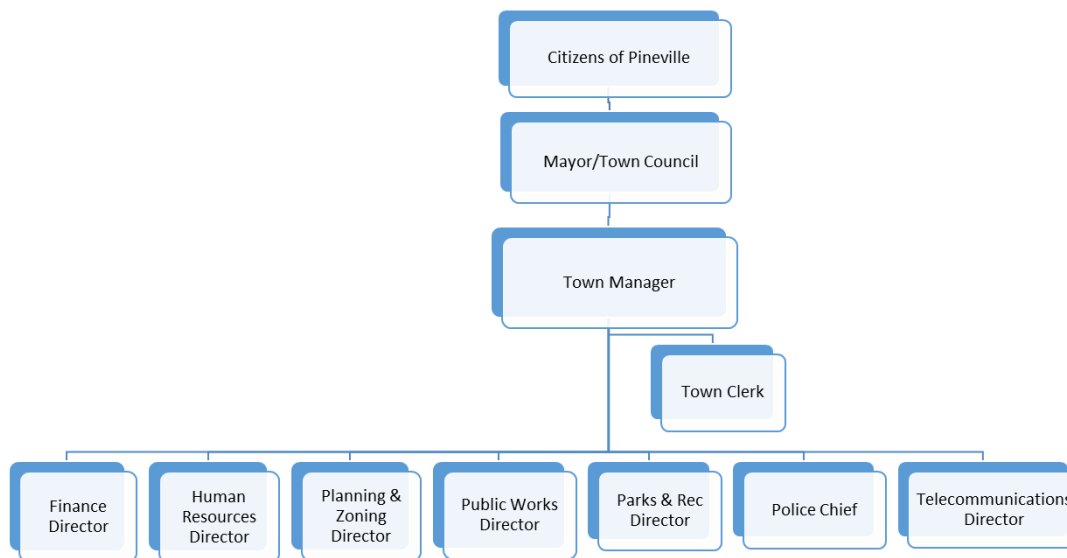 Citizens of Pineville
Mayor/Town Council
Town Manager
Town Clerk
Finance
Director
Human
Resources
Director
Planning &
Zoning
Director
Public Works
Director
Parks & Rec
Director
Police Chief
Telecommunications
Director